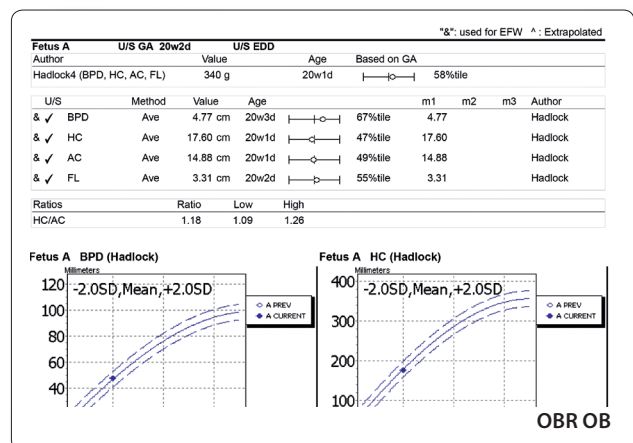 "&": used for EFW ^ : Extrapolated
Fetus A U/S GA 20w2d U/S EDD
Author Value Age Based on GA
Hadlock4 (BPD, HC, AC, FL) 340 g 20w1d 58%tile
U/S Method Value Age m1 m2 m3 Author
& ✓ BPD Ave 4.77 cm 20w3d 67%tile 4.77 Hadlock
& ✓ HC Ave 17.60 cm 20w1d 47%tile 17.60 Hadlock
& ✓ AC Ave 14.88 cm 20w1d 49%tile 14.88 Hadlock
& ✓ FL Ave 3.31 cm 20w2d 55%tile 3.31 Hadlock
Ratios Ratio Low High
HC/AC 1.18 1.09 1.26
Fetus A BPD (Hadlock)
Millimeters
-2.0SD,Mean,+2.0SD
120
100
80
60
40
A PREV
A CURRENT
Fetus A HC (Hadlock)
Millimeters
-2.0SD,Mean,+2.0SD
400
300
200
100
A PREV
A CURRENT
OBR OB